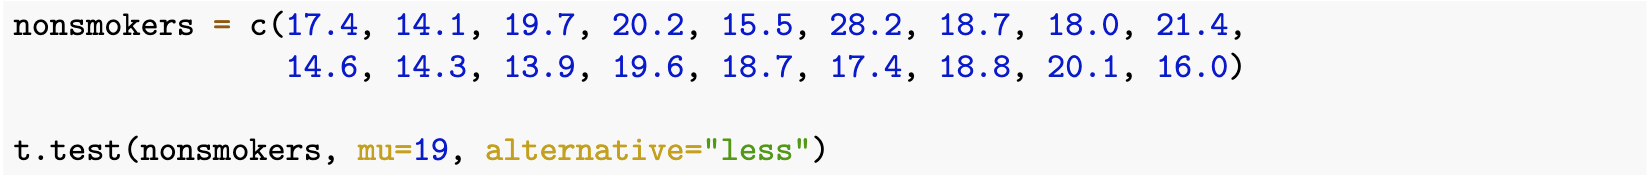 nonsmokers = c(17.4, 14.1, 19.7, 20.2, 15.5, 28.2, 18.7, 18.0, 21.4,
14.6, 14.3, 13.9, 19.6, 18.7, 17.4, 18.8, 20.1, 16.0)
t.test(nonsmokers, mu=19, alternative="less")